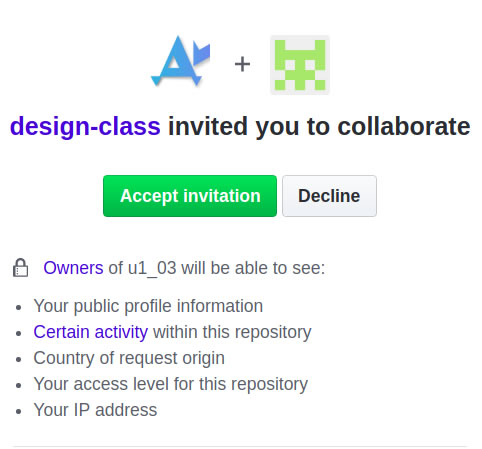 design-class invited you to collaborate
Accept invitation
Decline
Owners of u1_03 will be able to see:
Your public profile information
Certain activity within this repository
Country of request origin
Your access level for this repository
Your IP address